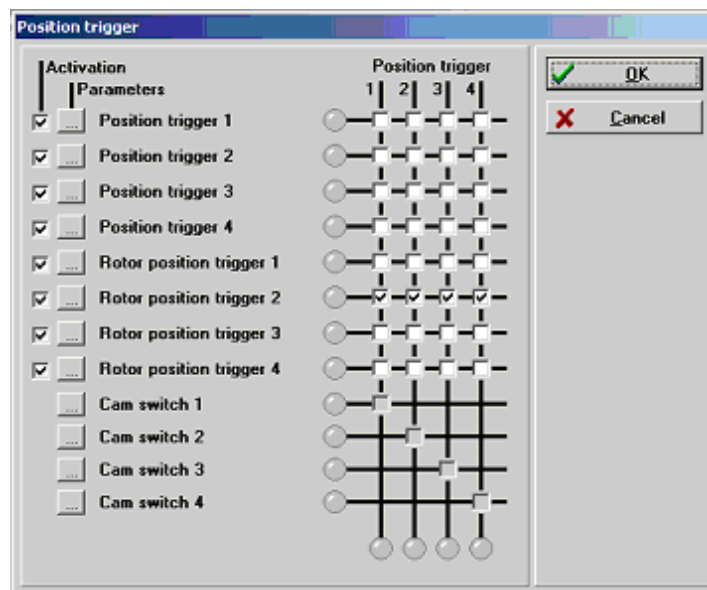 Position trigger
Activation
Parameters
Position trigger
1 2 3 4
... Position trigger 1
... Position trigger 2
... Position trigger 3
... Position trigger 4
... Rotor position trigger 1
... Rotor position trigger 2
... Rotor position trigger 3
... Rotor position trigger 4
... Cam switch 1
... Cam switch 2
... Cam switch 3
... Cam switch 4
OK
Cancel